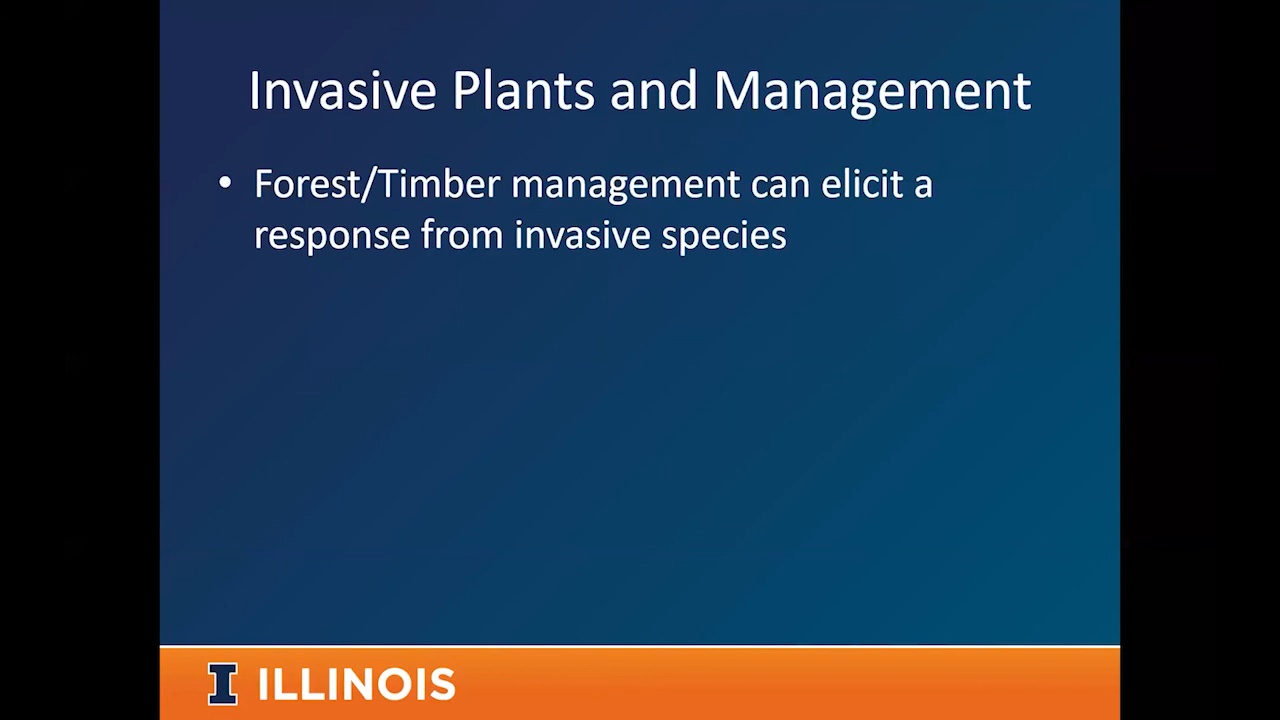 Invasive Plants and Management
• Forest/Timber management can elicit a
response from invasive species
I ILLINOIS